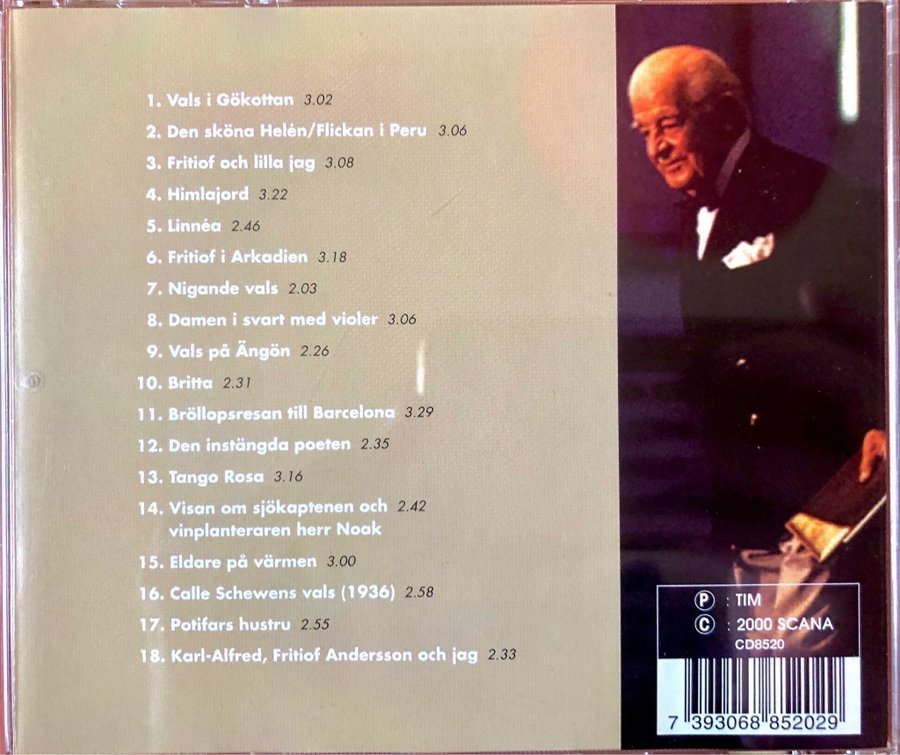 1. Vals i Gökottan 3.02
2. Den sköna Helén/Flickan i Peru 3.06
3. Fritiof och lilla jag 3.08
4. Himlajord 3.22
5. Linnéa 2.46
6. Fritiof i Arkadien 3.18
7. Nigande vals 2.03
8. Damen i svart med violer 3.06
9. Vals på Ängön 2.26
10. Britta 2.31
11. Bröllopsresan till Barcelona 3.29
12. Den instängda poeten 2.35
13. Tango Rosa 3.16
14. Visan om sjökaptenen och 2.42
vinplanteraren herr Noak
15. Eldare på värmen 3.00
16. Calle Schewens vals (1936) 2.58
17. Potifars hustru 2.55
18. Karl-Alfred, Fritiof Andersson och jag 2.33
Ⓟ : TIM
Ⓒ : 2000 SCANA
CD8520
7 393068 852029